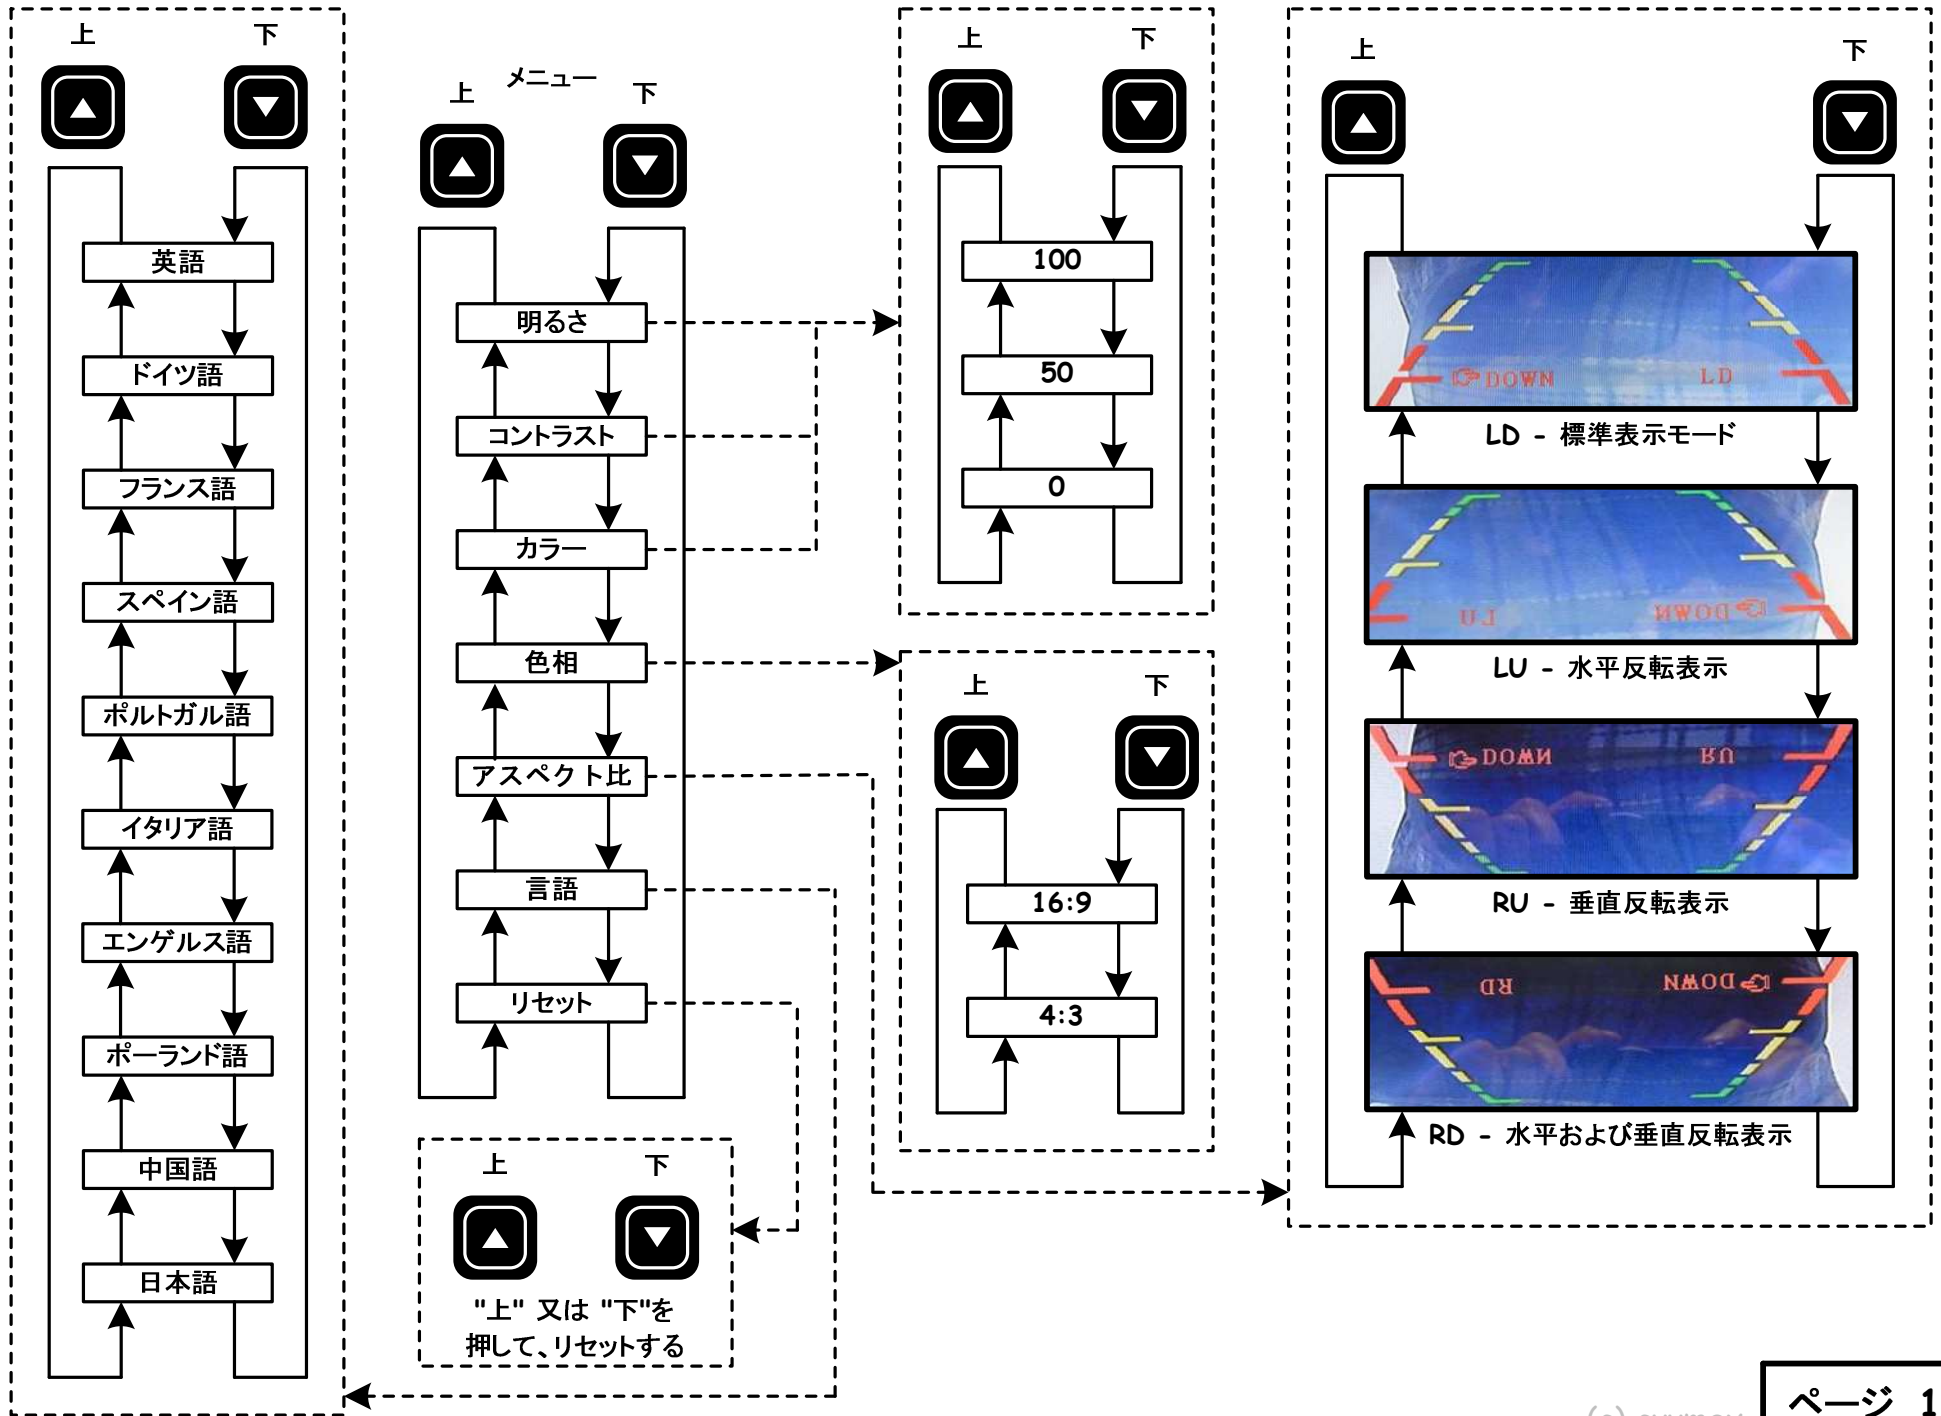 上 下
英語
ドイツ語
フランス語
スペイン語
ポルトガル語
イタリア語
エンゲルス語
ポーランド語
中国語
日本語
上 メニュー 下
明るさ
コントラスト
カラー
色相
アスペクト比
言語
リセット
上 下
"上" 又は "下"を
押して、リセットする
上 下
100
50
0
上 下
16:9
4:3
上 下
DOWN LD
LD - 標準表示モード
LU DOWN
LU - 水平反転表示
DOWN RU
RU - 垂直反転表示
RD DOWN
RD - 水平および垂直反転表示
ページ 1